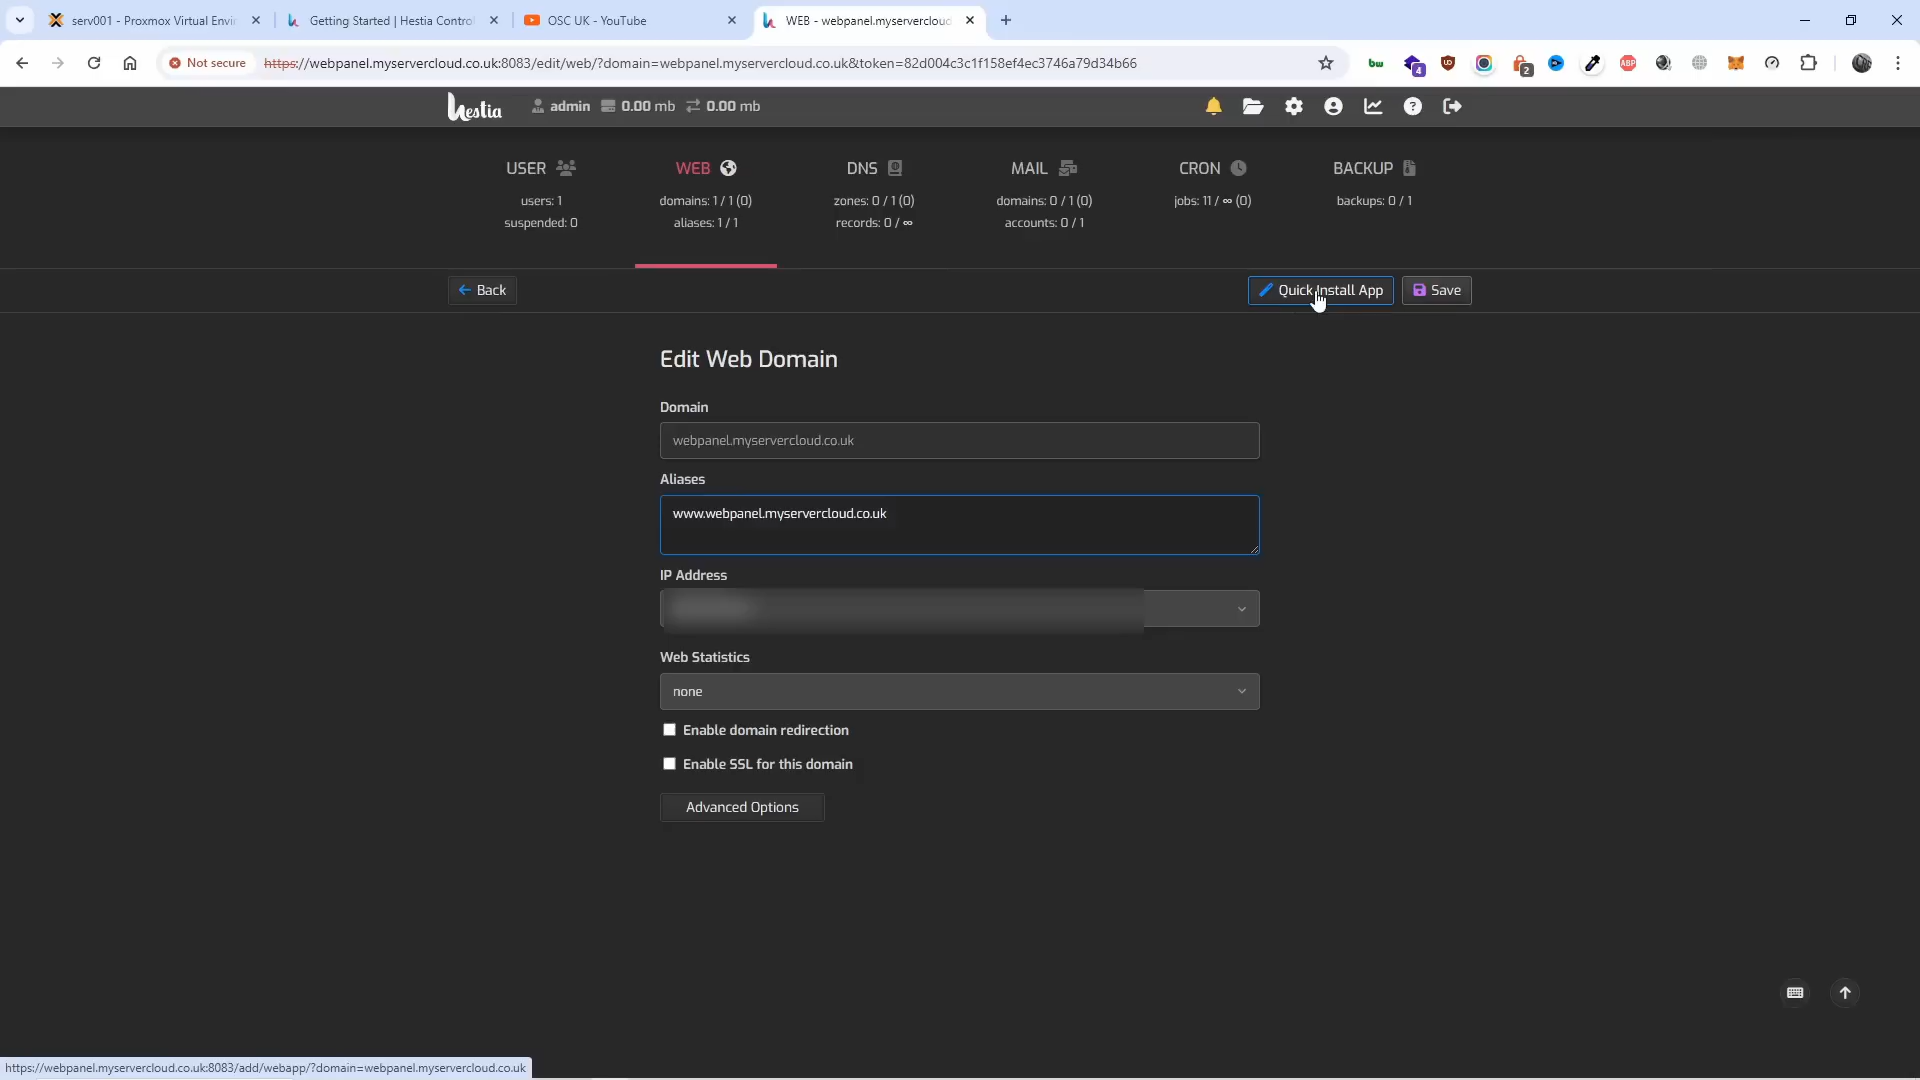 serv001 - Proxmox Virtual Envi
Getting Started | Hestia Contro
OSC UK - YouTube
WEB - webpanel.myservercloud
Not secure
https://webpanel.myservercloud.co.uk:8083/edit/web/?domain=webpanel.myservercloud.co.uk&token=82d004c3c1f158ef4ec3746a79d34b66
bw
4
2
ABP
hestia
admin
0.00 mb
0.00 mb
USER
users: 1
suspended: 0
WEB
domains: 1 / 1 (0)
aliases: 1 / 1
DNS
zones: 0 / 1 (0)
records: 0 / ∞
MAIL
domains: 0 / 1 (0)
accounts: 0 / 1
CRON
jobs: 11 / ∞ (0)
BACKUP
backups: 0 / 1
Back
Quick Install App
Save
Edit Web Domain
Domain
webpanel.myservercloud.co.uk
Aliases
www.webpanel.myservercloud.co.uk
IP Address
Web Statistics
none
Enable domain redirection
Enable SSL for this domain
Advanced Options
https://webpanel.myservercloud.co.uk:8083/add/webapp/?domain=webpanel.myservercloud.co.uk